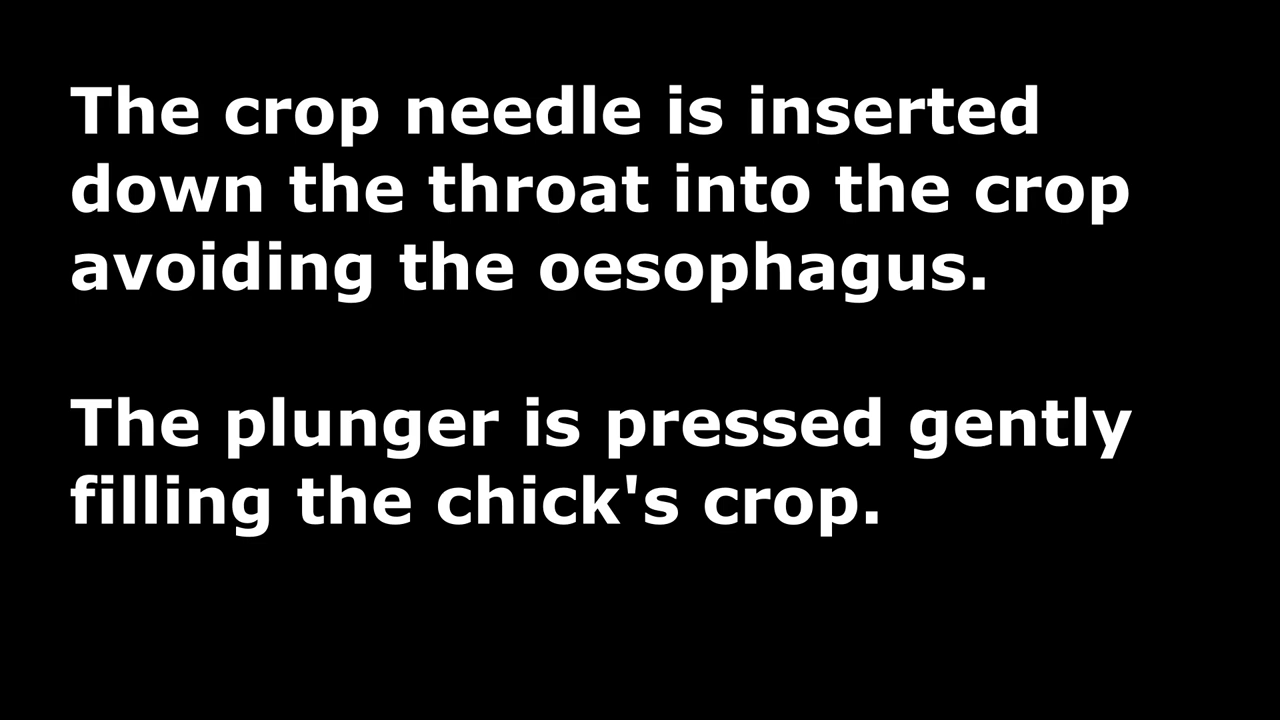 The crop needle is inserted
down the throat into the crop
avoiding the oesophagus.
The plunger is pressed gently
filling the chick's crop.